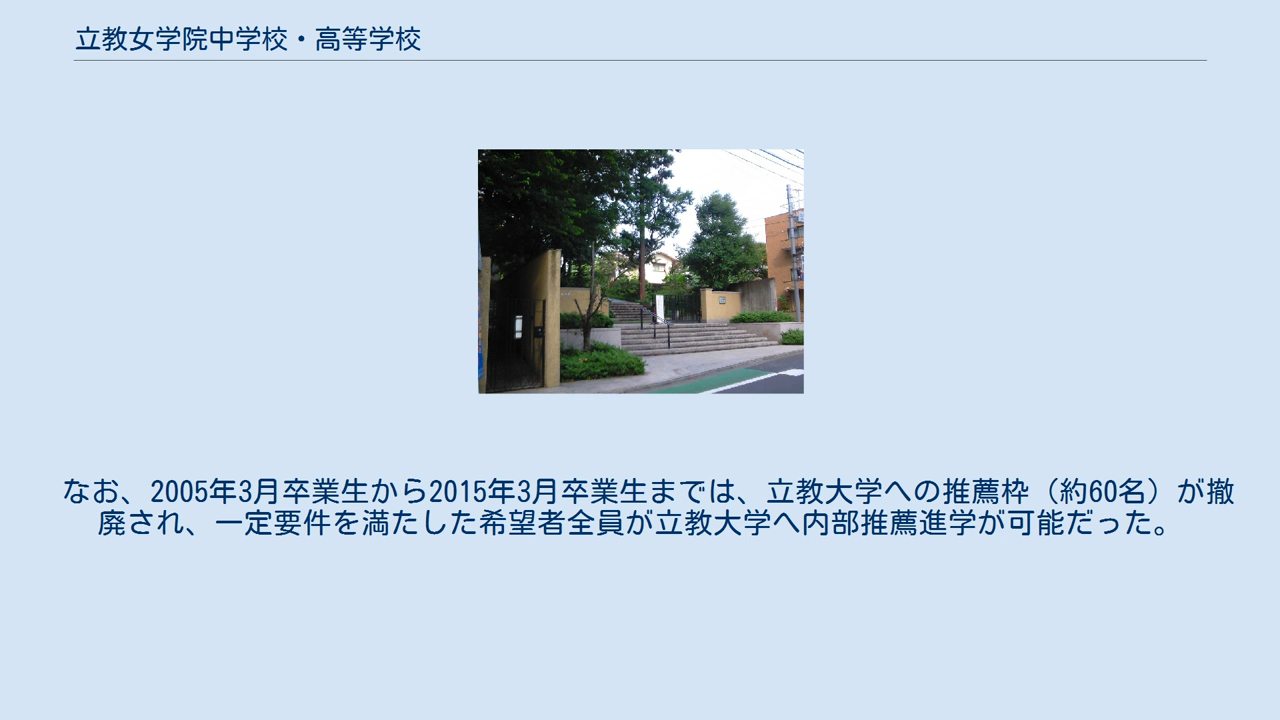 立教女学院中学校・高等学校
なお、2005年3月卒業生から2015年3月卒業生までは、立教大学への推薦枠（約60名）が撤
廃され、一定要件を満たした希望者全員が立教大学へ内部推薦進学が可能だった。